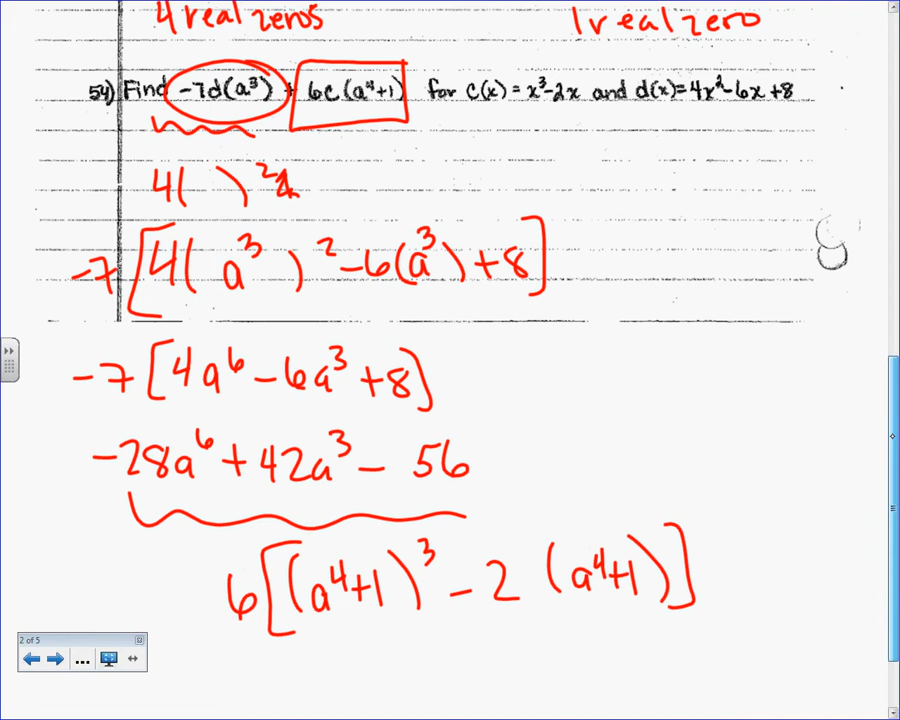 4 real zeros 1 real zero
54) Find -7d(a³) + 6c(a⁴+1) for c(x) = x³-2x and d(x)=4x²-6x+8
4( )²
-7[4( a³ )² -6(a³)+8]
8
-7[4a⁶ -6a³ +8]
-28a⁶ + 42a³ - 56
6[(a⁴+1)³ -2 (a⁴+1)]
2 of 5
...